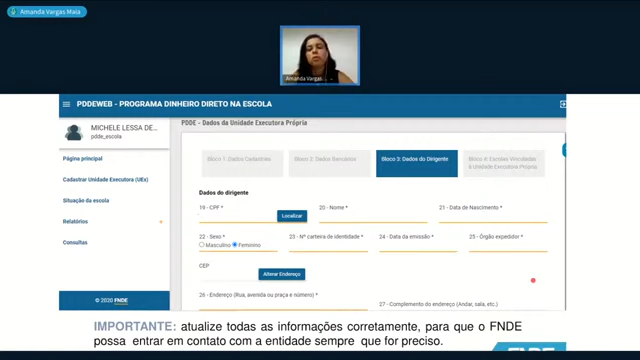 Amanda Vargas Maia
Amanda Vargas...
PDDEWEB - PROGRAMA DINHEIRO DIRETO NA ESCOLA
MICHELE LESSA DE...
pdde_escola
Página principal
Cadastrar Unidade Executora (UEx)
Situação da escola
Relatórios +
Consultas
© 2020 FNDE
PDDE - Dados da Unidade Executora Própria
Bloco 1: Dados Cadastrais
Bloco 2: Dados Bancários
Bloco 3: Dados do Dirigente
Bloco 4: Escolas Vinculadas
à Unidade Executora Própria
Dados do dirigente
19 - CPF * Localizar 20 - Nome * 21 - Data de Nascimento *
22 - Sexo * 23 - Nº carteira de identidade * 24 - Data da emissão * 25 - Órgão expedidor *
Masculino Feminino
CEP
Alterar Endereço
26 - Endereço (Rua, avenida ou praça e número) *
27 - Complemento do endereço (Andar, sala, etc.)
IMPORTANTE: atualize todas as informações corretamente, para que o FNDE
possa entrar em contato com a entidade sempre que for preciso.